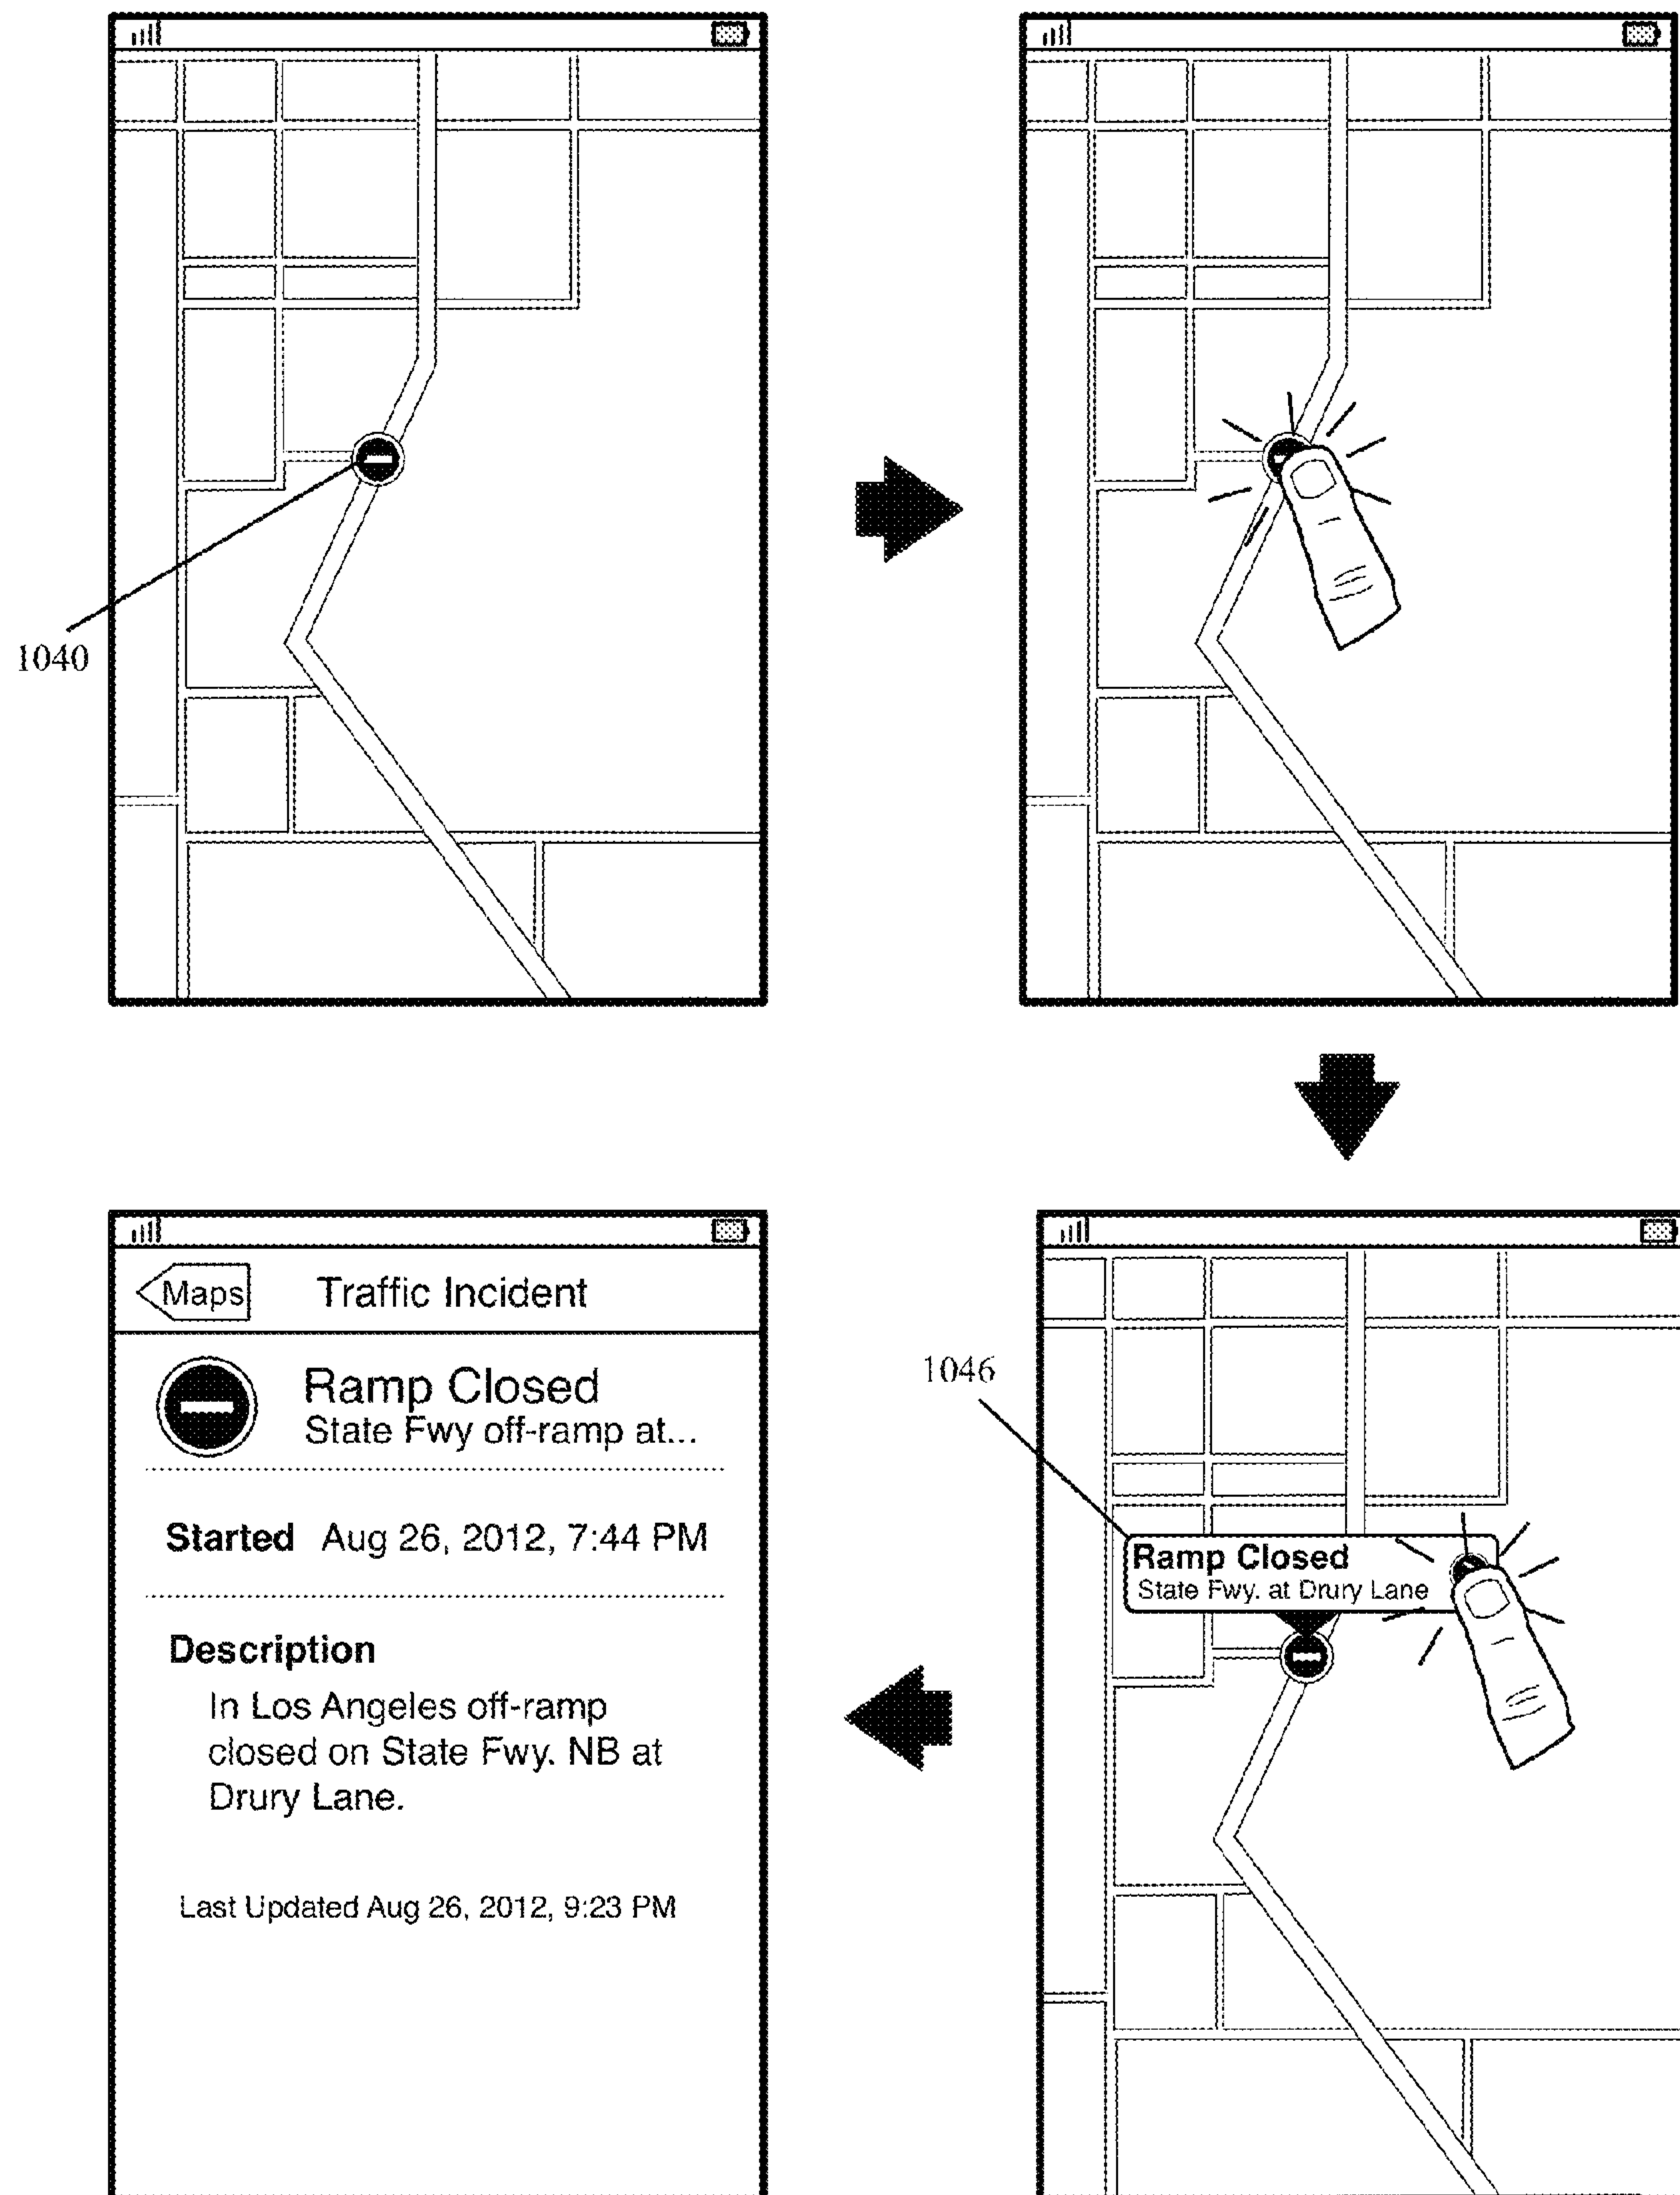 1040
Maps
Traffic Incident
Ramp Closed
State Fwy off-ramp at...
Started Aug 26, 2012, 7:44 PM
Description
In Los Angeles off-ramp
closed on State Fwy. NB at
Drury Lane.
Last Updated Aug 26, 2012, 9:23 PM
1046
Ramp Closed
State Fwy. at Drury Lane